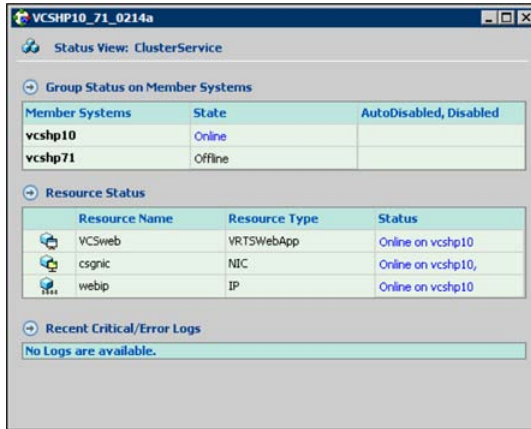 VCSHP10_71_0214a
Status View: ClusterService
Group Status on Member Systems
Member Systems State AutoDisabled, Disabled
vcshp10 Online
vcshp71 Offline
Resource Status
Resource Name Resource Type Status
VCSweb VRTSWebApp Online on vcshp10
csgnic NIC Online on vcshp10,
webip IP Online on vcshp10
Recent Critical/Error Logs
No Logs are available.